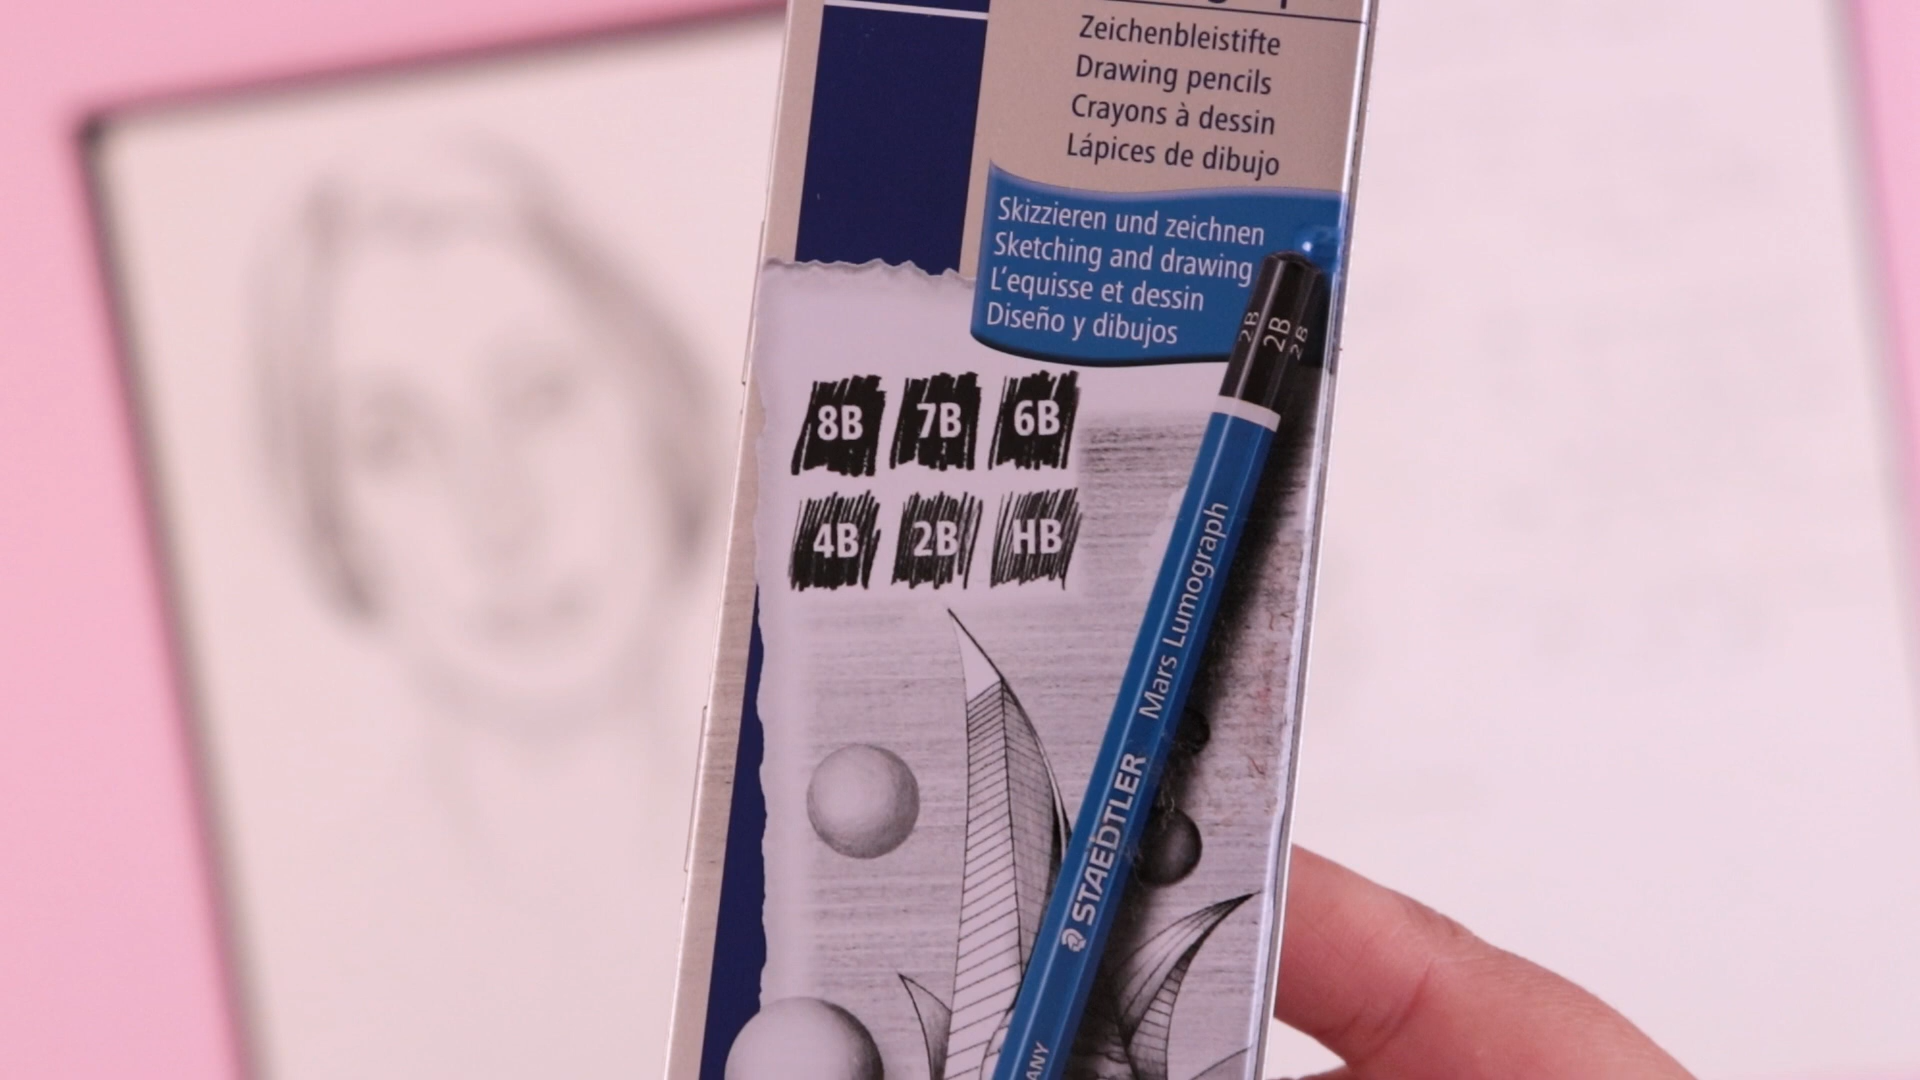 Zeichenbleistifte
Drawing pencils
Crayons à dessin
Lápices de dibujo
Skizzieren und zeichnen
Sketching and drawing
L'equisse et dessin
Diseño y dibujos
8B 7B 6B
4B 2B HB
2B 2B 2B
STAEDTLER Mars Lumograph